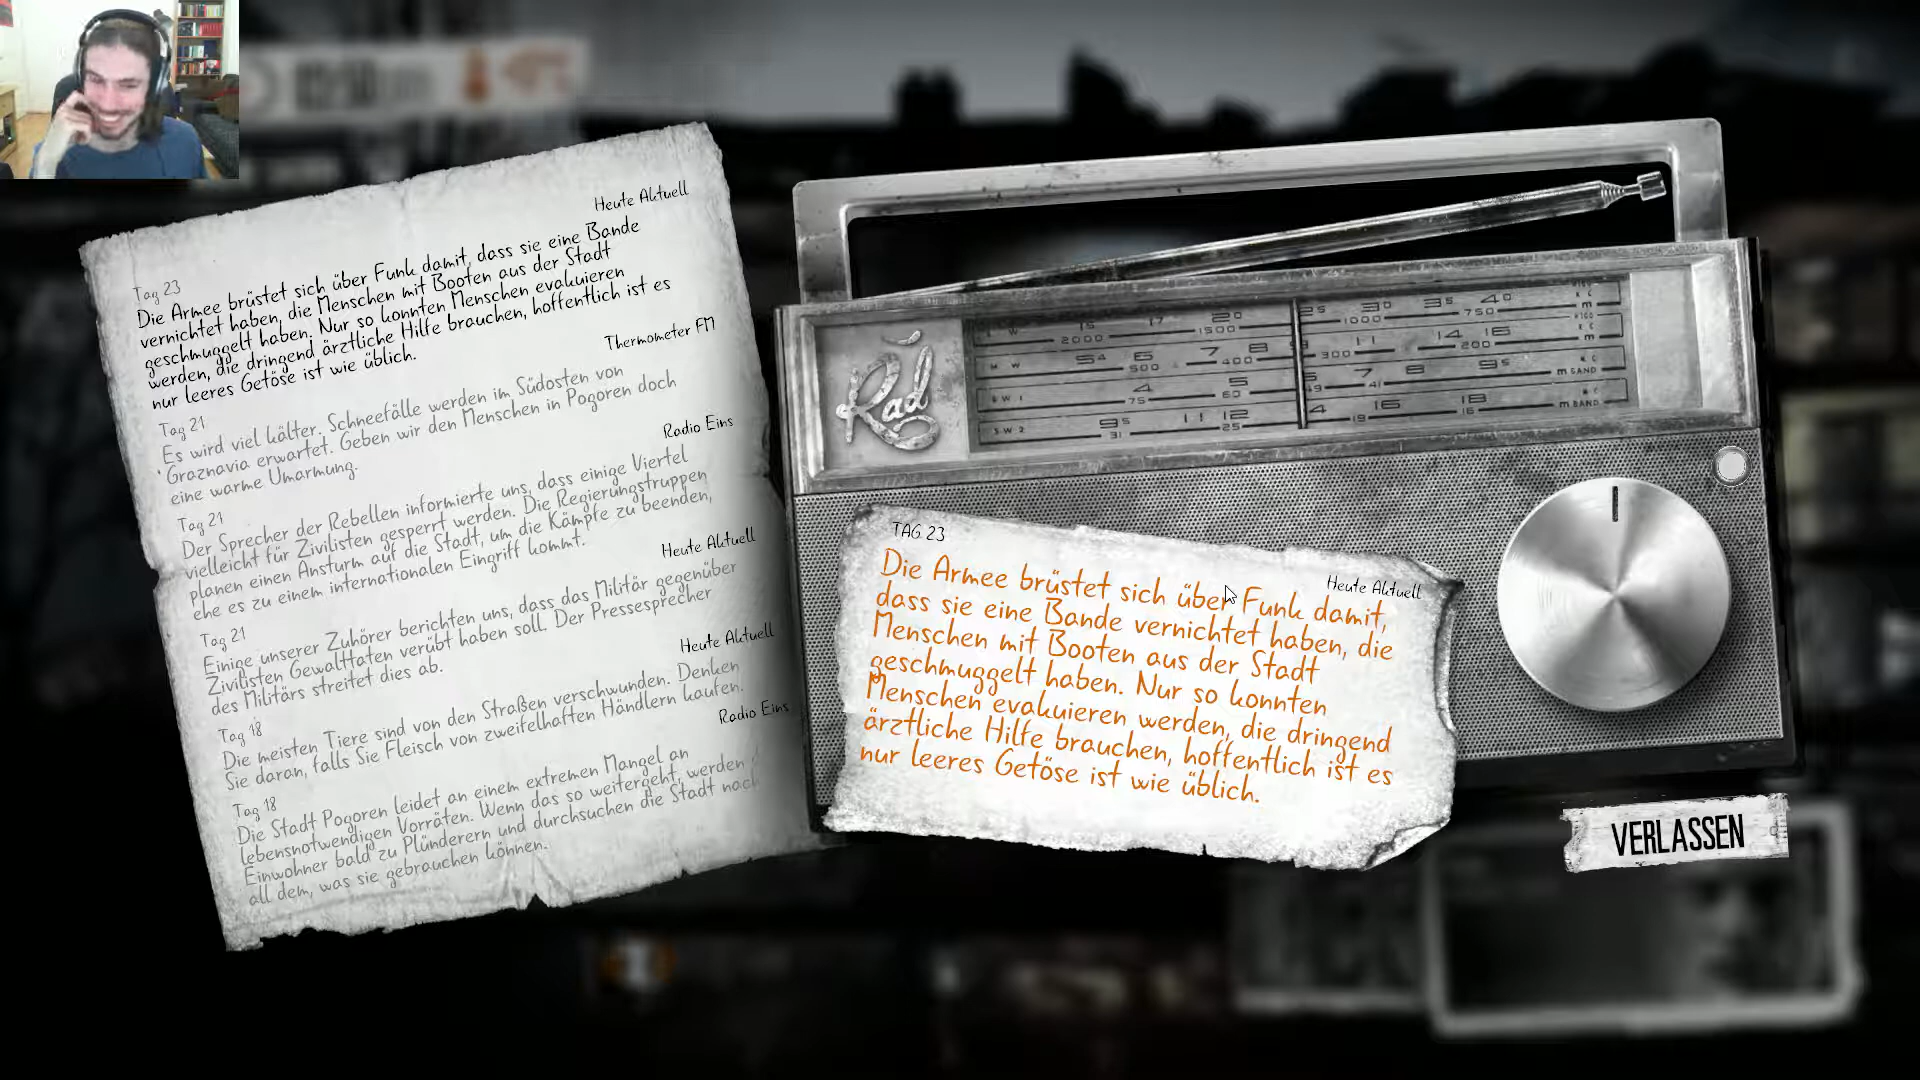 Heute Aktuell
Tag 23
Die Armee brüstet sich über Funk damit, dass sie eine Bande
vernichtet haben, die Menschen mit Booten aus der Stadt
geschmuggelt haben. Nur so konnten Menschen evakuieren
werden, die dringend ärztliche Hilfe brauchen, hoffentlich ist es
nur leeres Getöse ist wie üblich.
Thermometer FM
Tag 21
Es wird viel kälter. Schneefälle werden im Südosten von
Graznavia erwartet. Geben wir den Menschen in Pogoren doch
eine warme Umarmung.
Radio Eins
Tag 21
Der Sprecher der Rebellen informierte uns, dass einige Viertel
vielleicht für Zivilisten gesperrt werden. Die Regierungstruppen
planen einen Ansturm auf die Stadt, um die Kämpfe zu beenden,
ehe es zu einem internationalen Eingriff kommt.
Heute Aktuell
Tag 21
Einige unserer Zuhörer berichten uns, dass das Militär gegenüber
Zivilisten Gewalttaten verübt haben soll. Der Pressesprecher
des Militärs streitet dies ab.
Heute Aktuell
Tag 18
Die meisten Tiere sind von den Straßen verschwunden. Denken
Sie daran, falls Sie Fleisch von zweifelhaften Händlern kaufen.
Radio Eins
Tag 18
Die Stadt Pogoren leidet an einem extremen Mangel an
lebensnotwendigen Vorräten. Wenn das so weitergeht, werden
Einwohner bald zu Plünderern und durchsuchen die Stadt nach
all dem, was sie gebrauchen können.
Rad
TAG 23
Heute Aktuell
Die Armee brüstet sich über Funk damit,
dass sie eine Bande vernichtet haben, die
Menschen mit Booten aus der Stadt
geschmuggelt haben. Nur so konnten
Menschen evakuieren werden, die dringend
ärztliche Hilfe brauchen, hoffentlich ist es
nur leeres Getöse ist wie üblich.
VERLASSEN